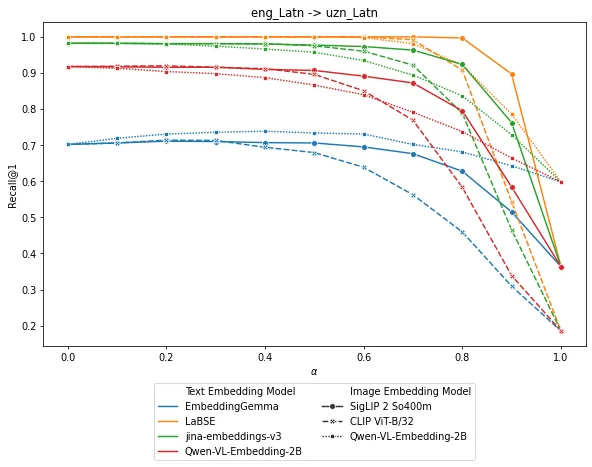 eng_Latn -> uzn_Latn
1.0
0.9
0.8
0.7
0.6
0.5
0.4
0.3
0.2
Recall@1
0.0 0.2 0.4 0.6 0.8 1.0
α
Text Embedding Model Image Embedding Model
EmbeddingGemma SigLIP 2 So400m
LaBSE CLIP ViT-B/32
jina-embeddings-v3 Qwen-VL-Embedding-2B
Qwen-VL-Embedding-2B